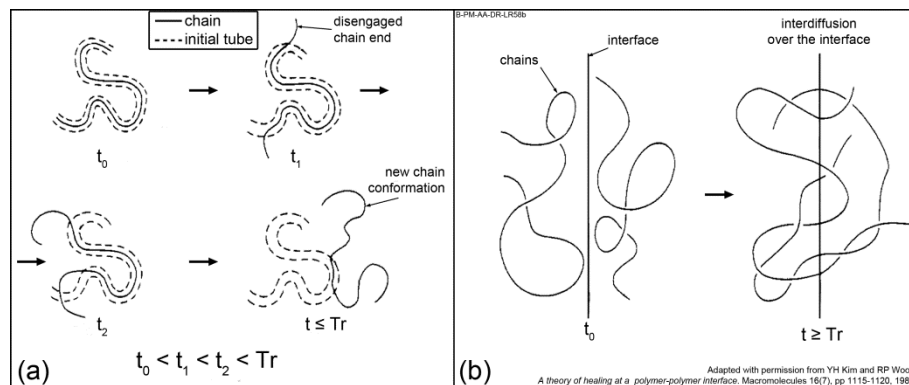 chain
initial tube
disengaged
chain end
t0
t1
new chain
conformation
t2
t ≤ Tr
(a)
t0 < t1 < t2 < Tr
B-PM-AA-DR-LR58b
interface
chains
interdiffusion
over the interface
t0
t ≥ Tr
(b)
Adapted with permission from YH Kim and RP Woo
A theory of healing at a polymer-polymer interface. Macromolecules 16(7), pp 1115-1120, 198